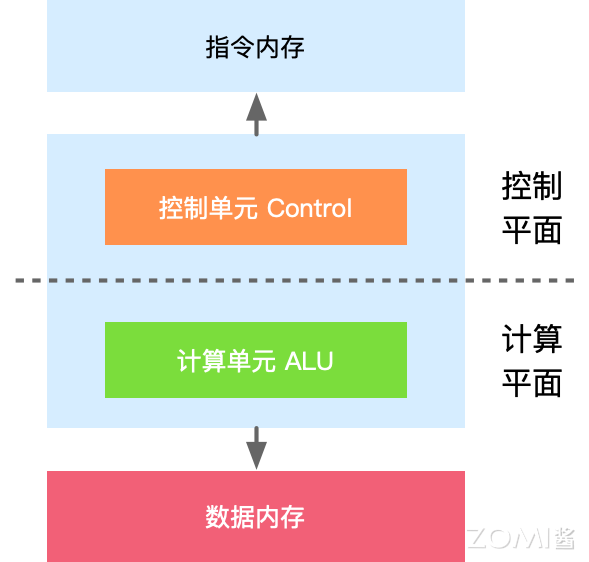 指令内存
控制单元 Control
控制
平面
计算单元 ALU
计算
平面
数据内存
ZOMI酱